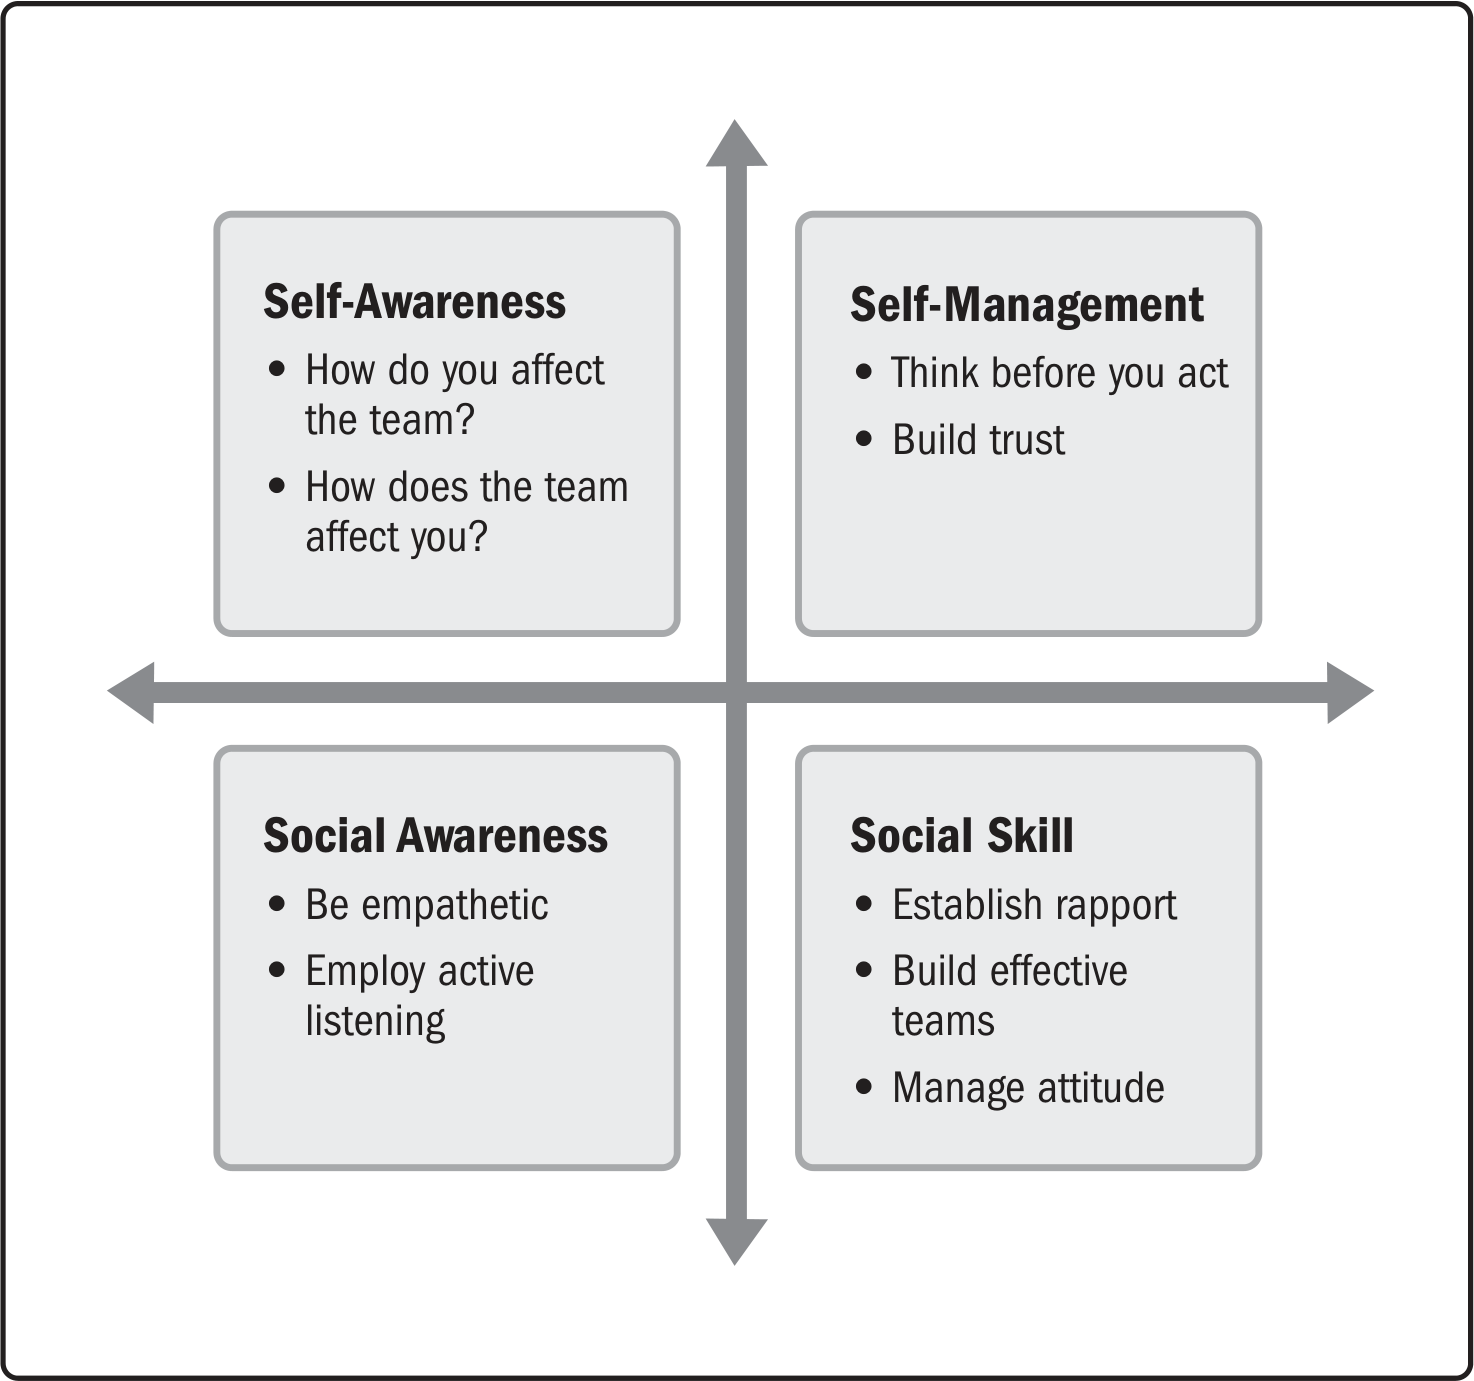 Self-Awareness
• How do you affect
the team?
• How does the team
affect you?
Self-Management
• Think before you act
• Build trust
Social Awareness
• Be empathetic
• Employ active
listening
Social Skill
• Establish rapport
• Build effective
teams
• Manage attitude